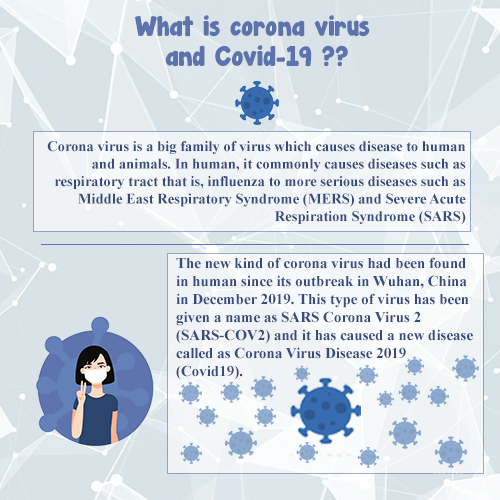 What is corona virus
and Covid-19 ??
Corona virus is a big family of virus which causes disease to human
and animals. In human, it commonly causes diseases such as
respiratory tract that is, influenza to more serious diseases such as
Middle East Respiratory Syndrome (MERS) and Severe Acute
Respiration Syndrome (SARS)
The new kind of corona virus had been found
in human since its outbreak in Wuhan, China
in December 2019. This type of virus has been
given a name as SARS Corona Virus 2
(SARS-COV2) and it has caused a new disease
called as Corona Virus Disease 2019
(Covid19).